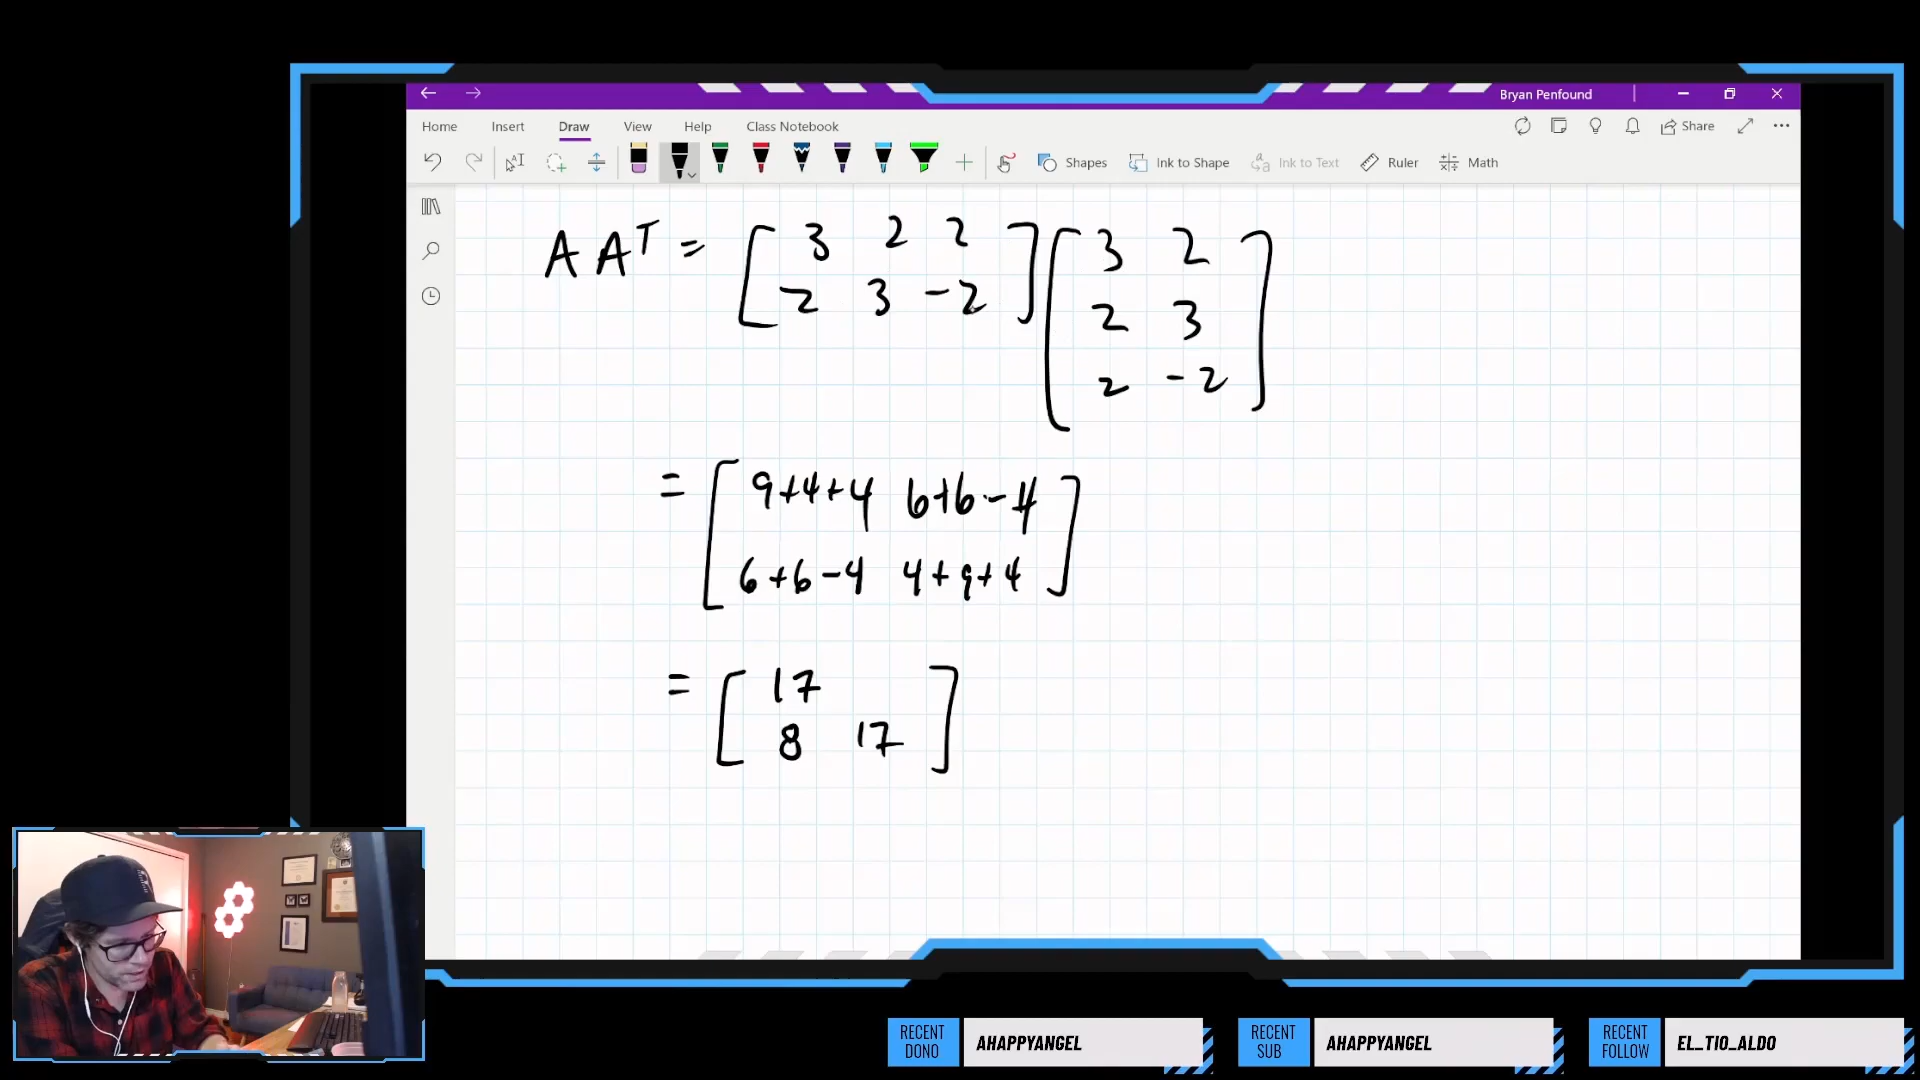 Bryan Penfound
Home Insert Draw View Help Class Notebook Share
Shapes Ink to Shape Ink to Text Ruler Math
A Aᵀ = [ 3 2 2 ] [ 3 2 ]
[ 2 3 -2 ] [ 2 3 ]
[ 2 -2 ]
= [ 9+4+4 6+6-4 ]
[ 6+6-4 4+9+4 ]
= [ 17 ]
[ 8 17 ]
RECENT DONO AHAPPYANGEL
RECENT SUB AHAPPYANGEL
RECENT FOLLOW EL_TIO_ALDO